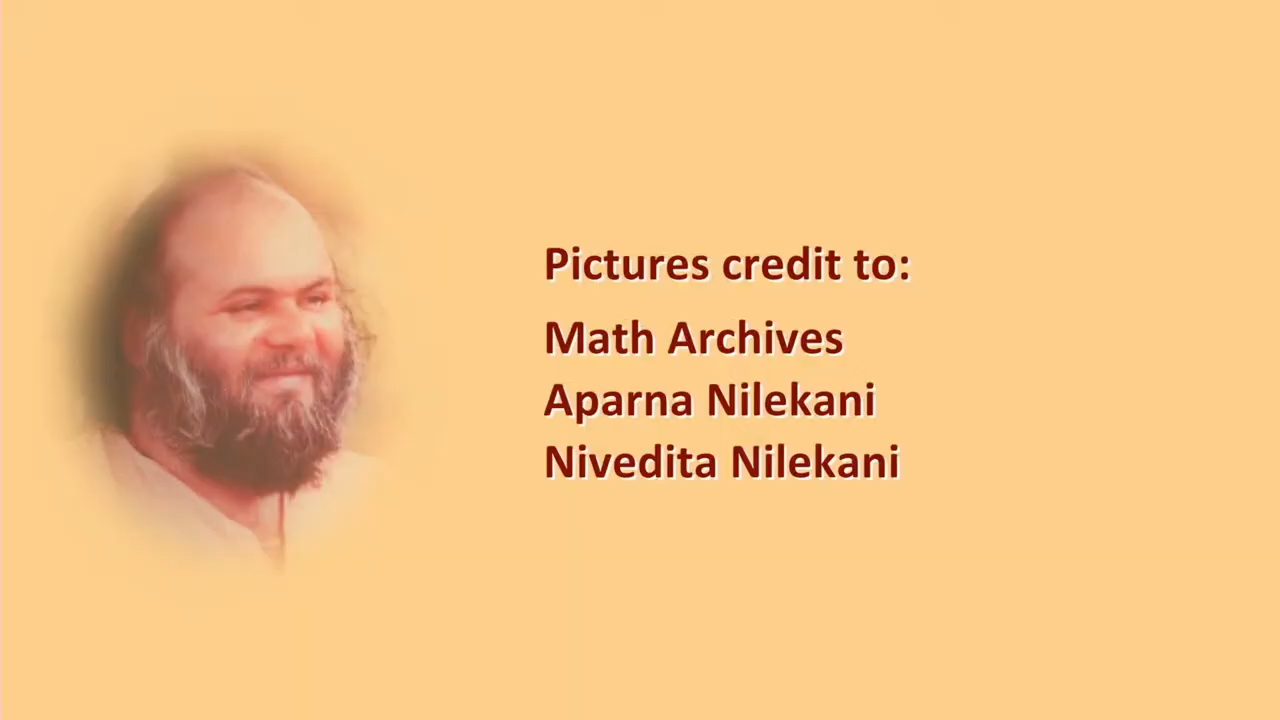 Pictures credit to:
Math Archives
Aparna Nilekani
Nivedita Nilekani